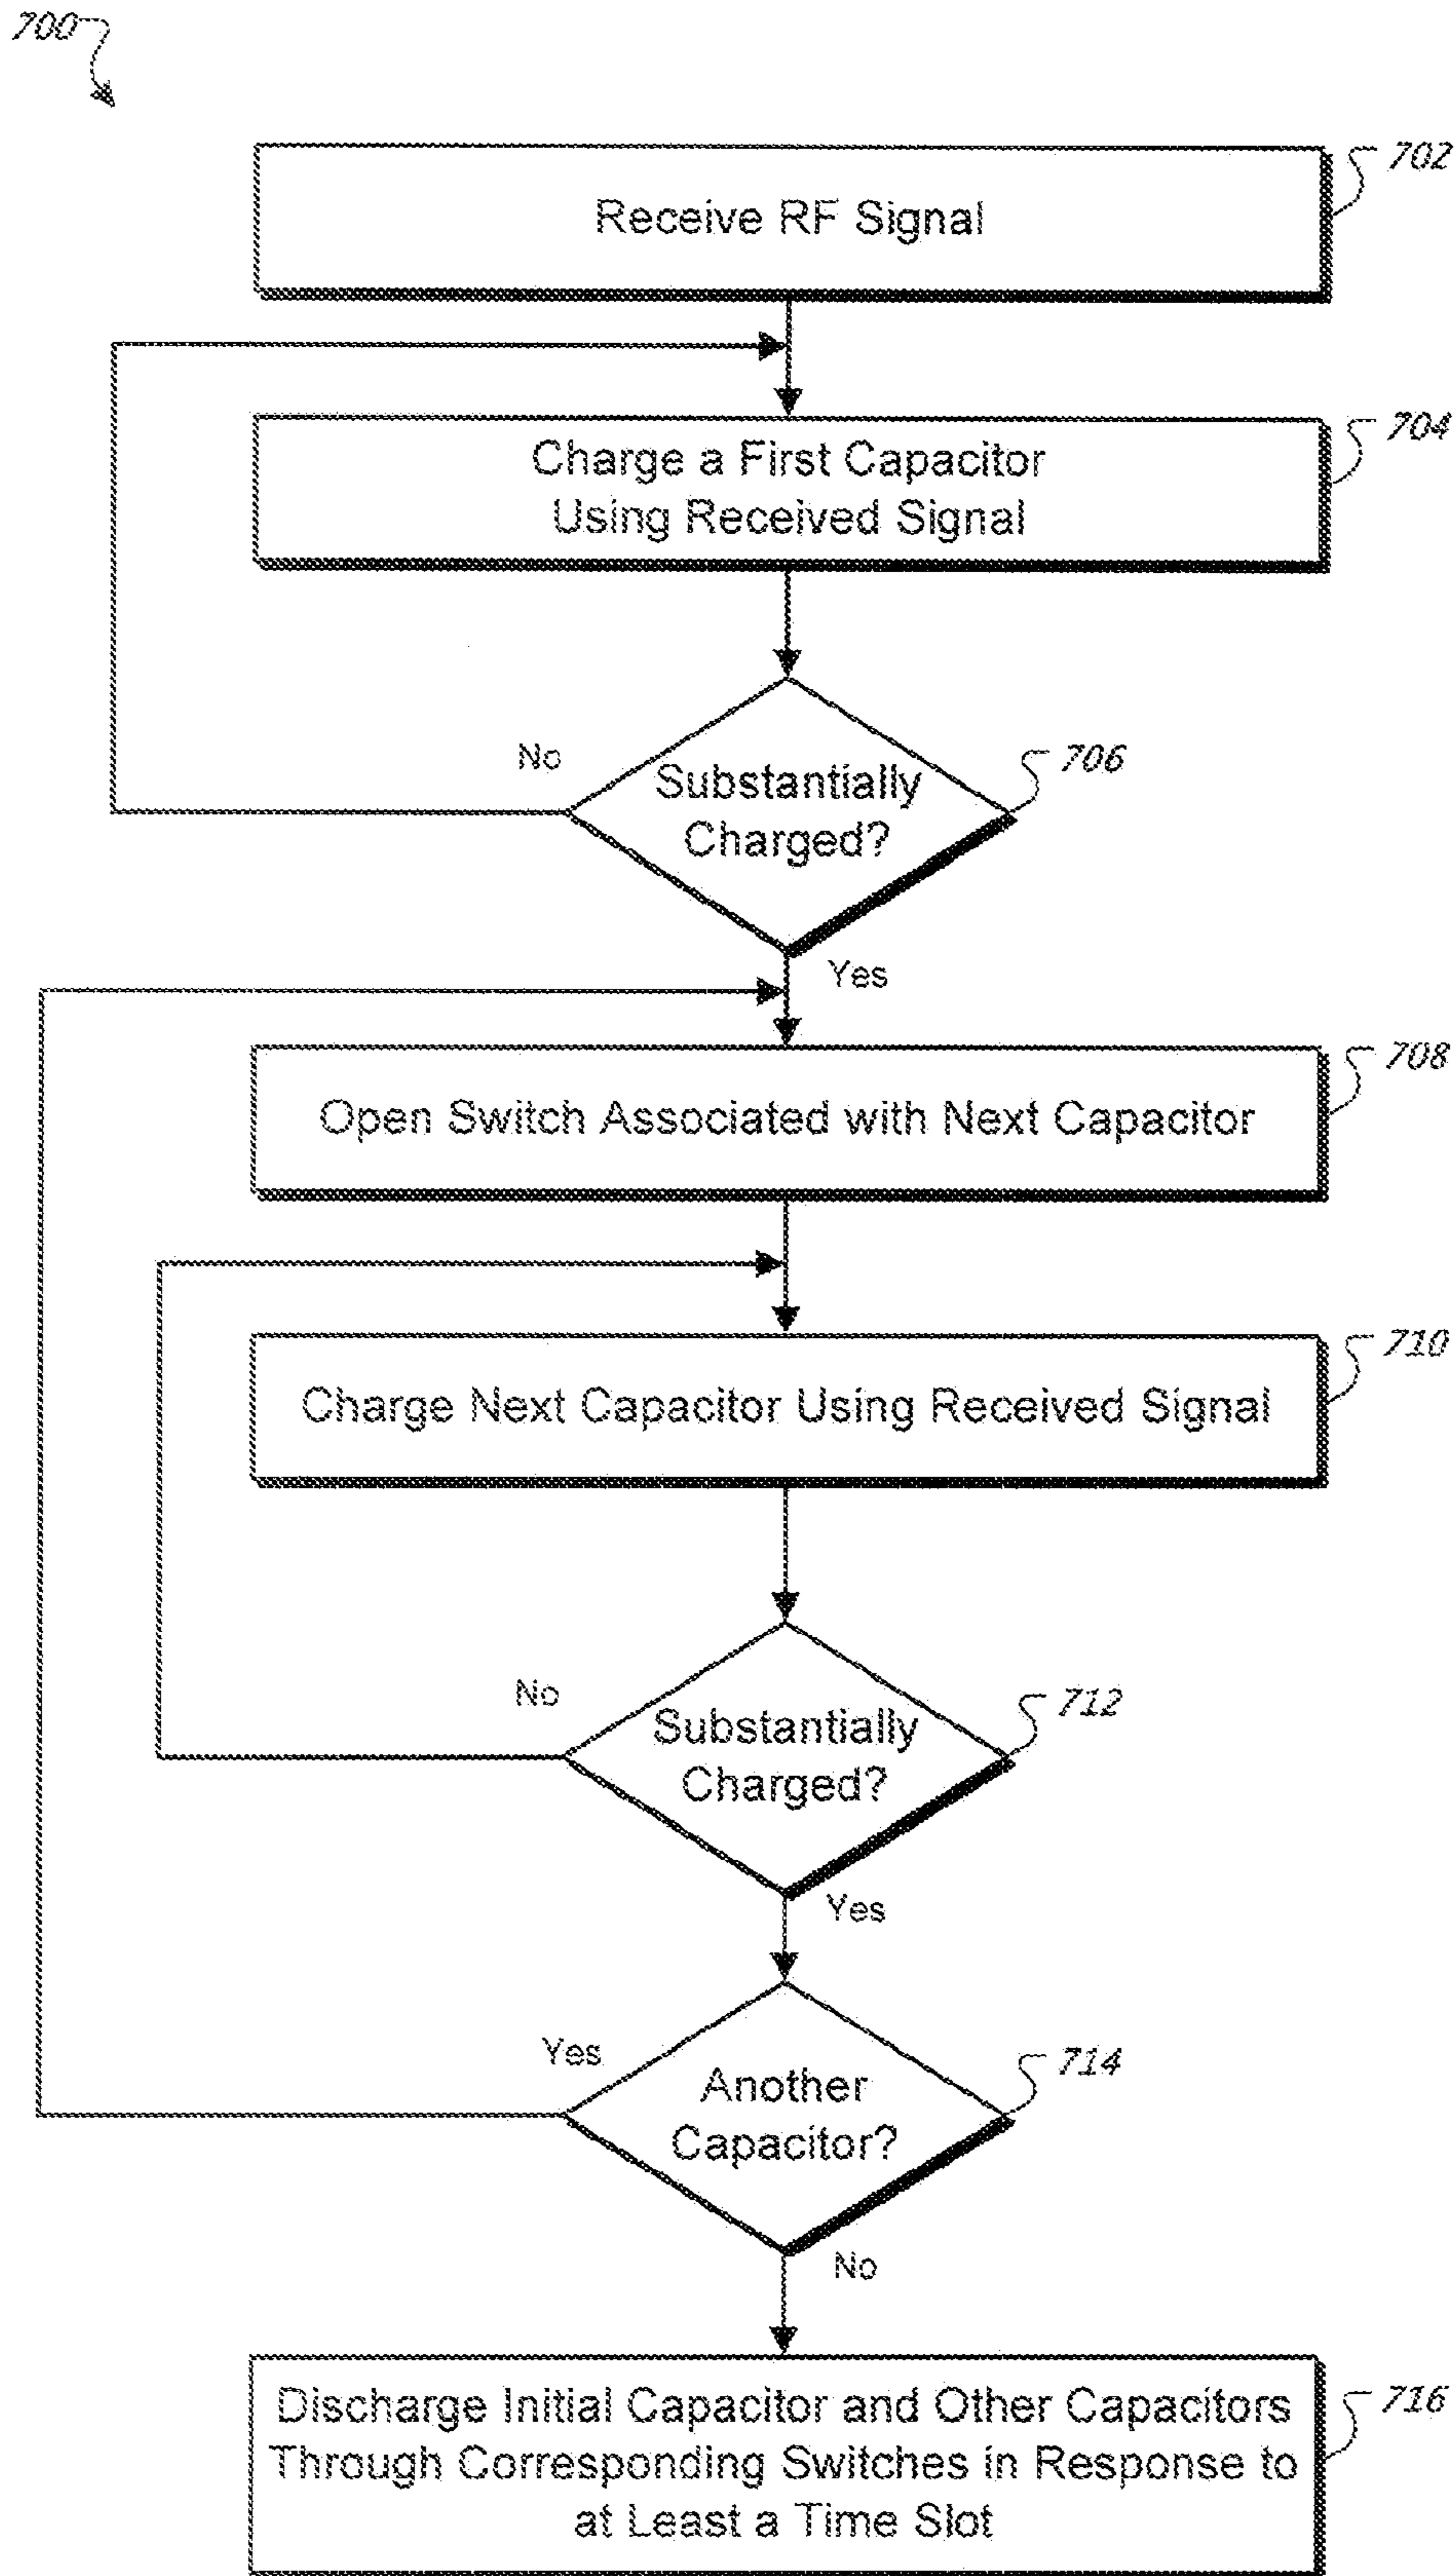 700
702
Receive RF Signal
704
Charge a First Capacitor
Using Received Signal
No
706
Substantially
Charged?
Yes
708
Open Switch Associated with Next Capacitor
710
Charge Next Capacitor Using Received Signal
No
712
Substantially
Charged?
Yes
Yes
714
Another
Capacitor?
No
Discharge Initial Capacitor and Other Capacitors
716
Through Corresponding Switches in Response to
at Least a Time Slot